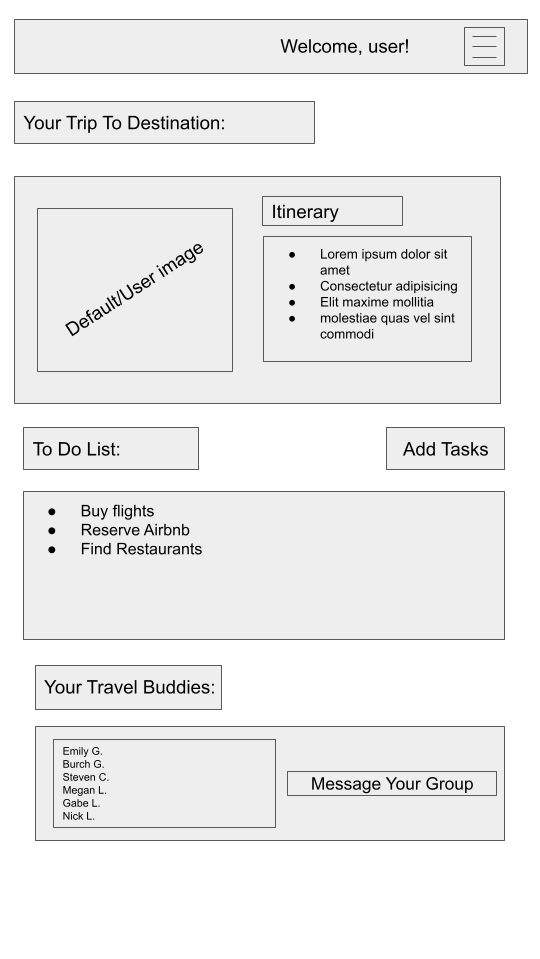 Welcome, user!
Your Trip To Destination:
Default/User image
Itinerary
● Lorem ipsum dolor sit
amet
● Consectetur adipisicing
● Elit maxime mollitia
● molestiae quas vel sint
commodi
To Do List:
Add Tasks
● Buy flights
● Reserve Airbnb
● Find Restaurants
Your Travel Buddies:
Emily G.
Burch G.
Steven C.
Megan L.
Gabe L.
Nick L.
Message Your Group